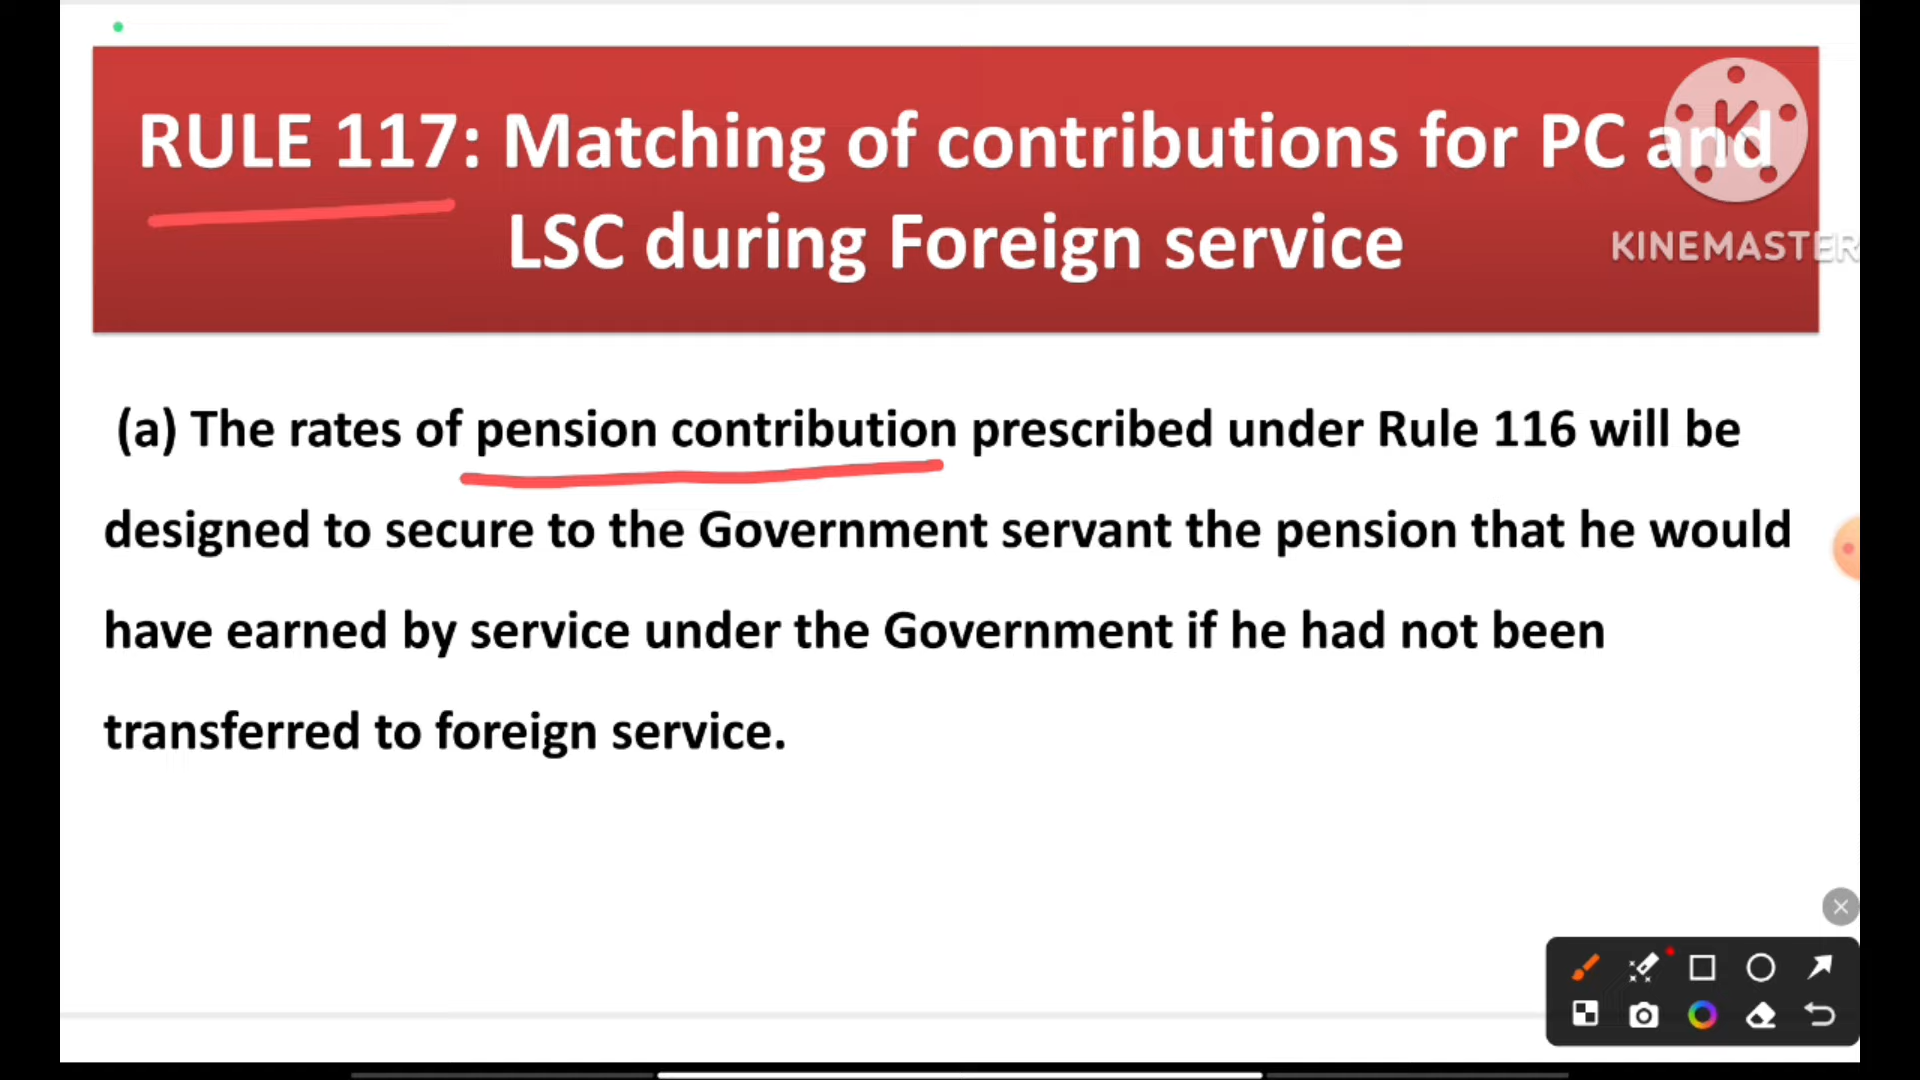 RULE 117: Matching of contributions for PC and
LSC during Foreign service
KINEMASTER
(a) The rates of pension contribution prescribed under Rule 116 will be
designed to secure to the Government servant the pension that he would
have earned by service under the Government if he had not been
transferred to foreign service.